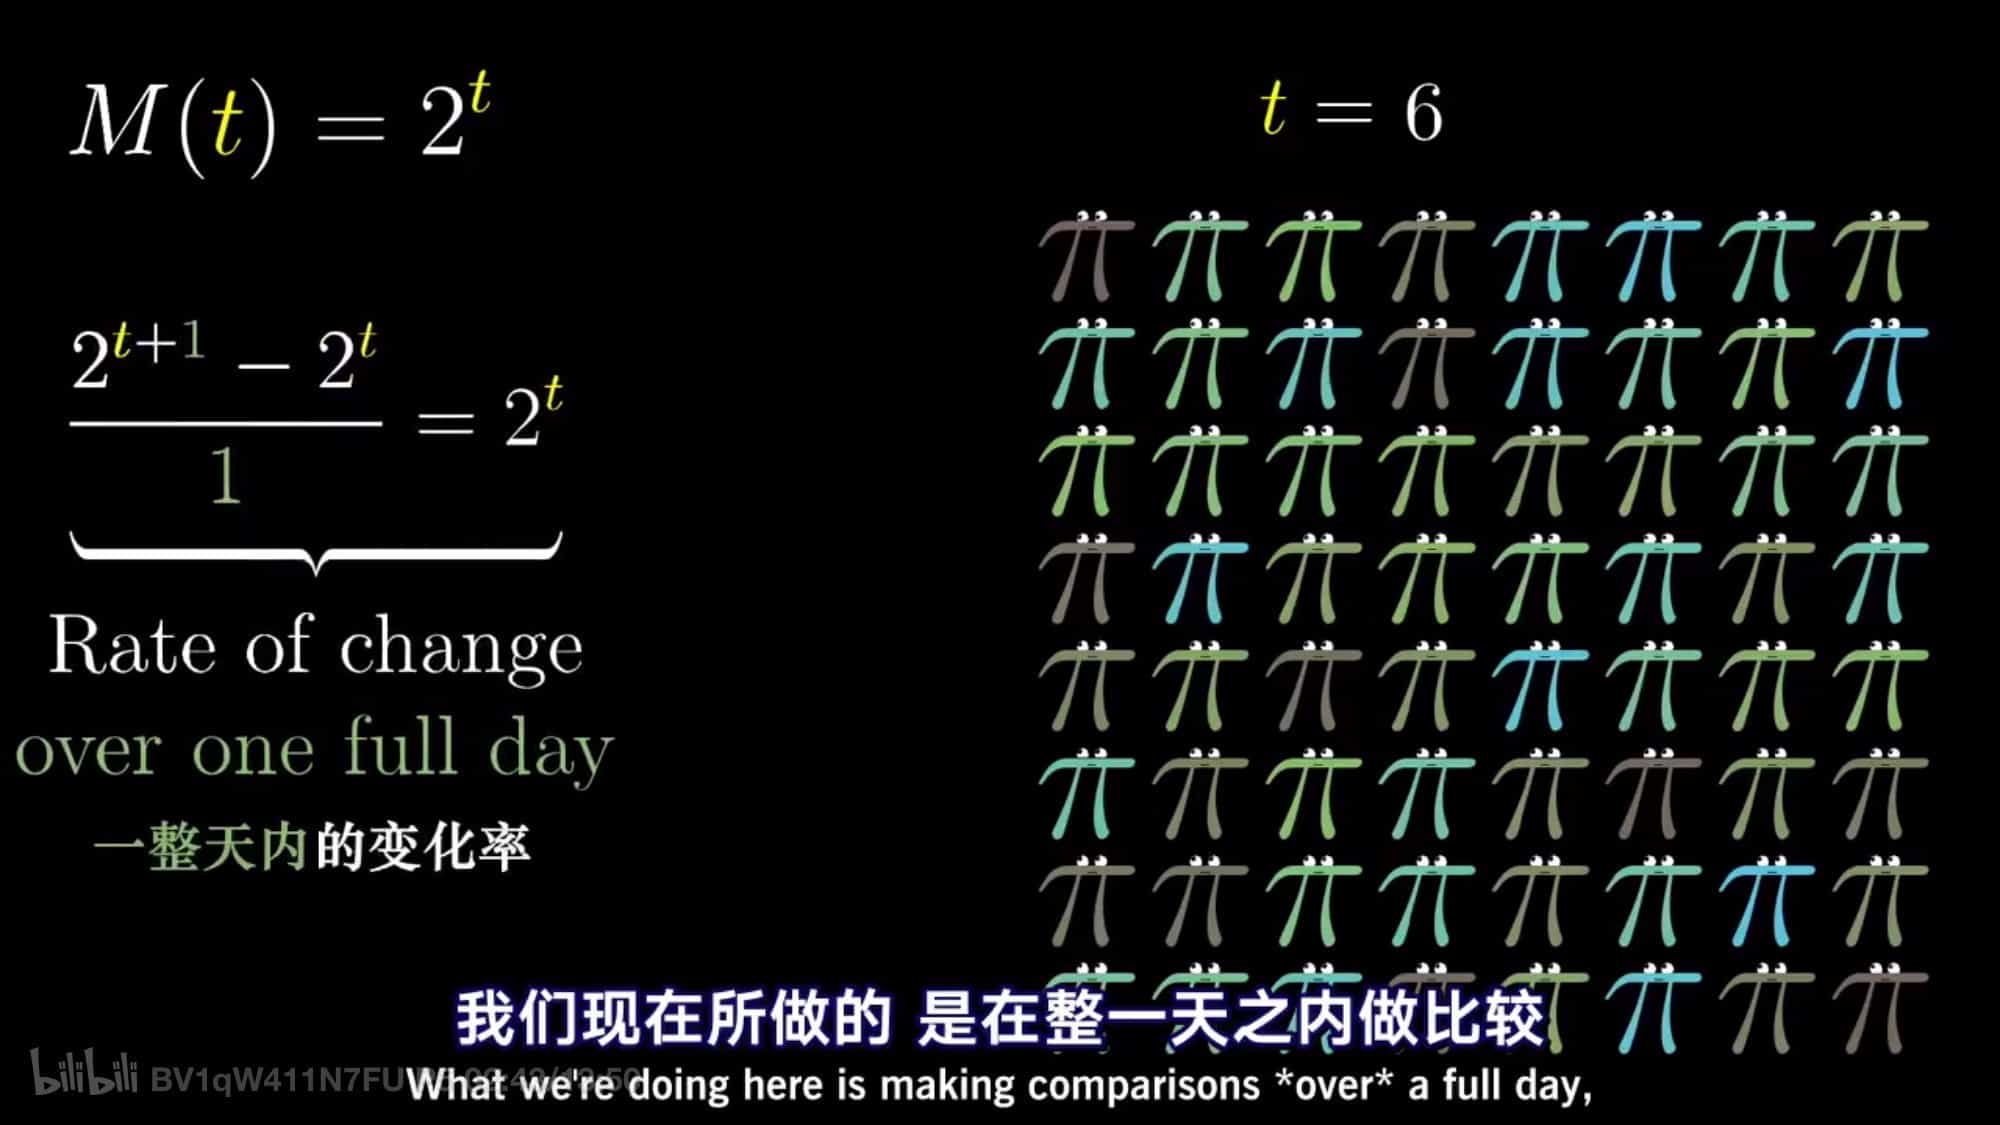 M(t) = 2^t
t = 6
2^{t+1} − 2^t
1
= 2^t
Rate of change
over one full day
一整天内的变化率
我们现在所做的 是在整一天之内做比较
What we're doing here is making comparisons *over* a full day,
bilibili BV1qW411N7FU